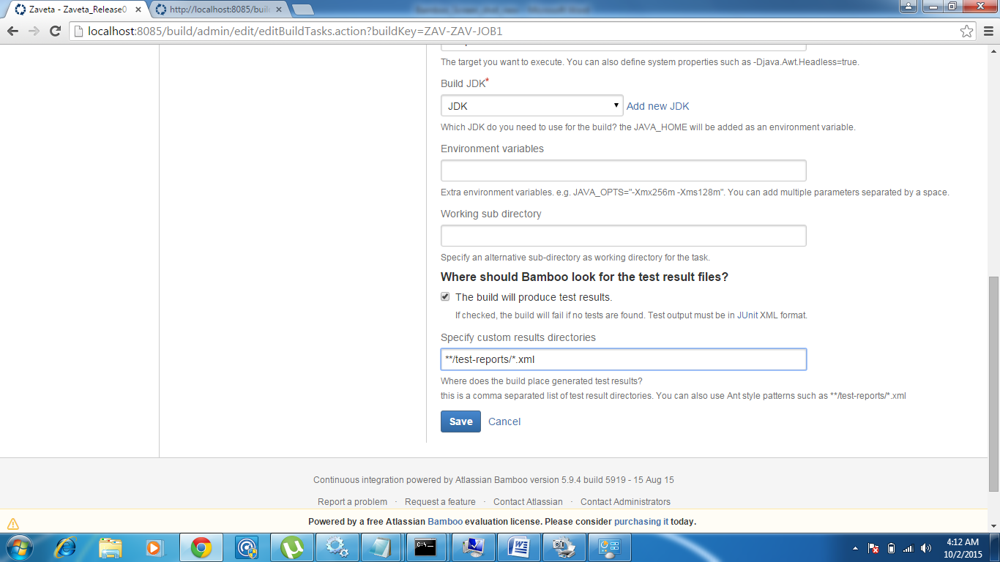 Zaveta - Zaveta_Release0
http://localhost:8085/build
localhost:8085/build/admin/edit/editBuildTasks.action?buildKey=ZAV-ZAV-JOB1
The target you want to execute. You can also define system properties such as -Djava.Awt.Headless=true.
Build JDK*
JDK
Add new JDK
Which JDK do you need to use for the build? the JAVA_HOME will be added as an environment variable.
Environment variables
Extra environment variables. e.g. JAVA_OPTS="-Xmx256m -Xms128m". You can add multiple parameters separated by a space.
Working sub directory
Specify an alternative sub-directory as working directory for the task.
Where should Bamboo look for the test result files?
The build will produce test results.
If checked, the build will fail if no tests are found. Test output must be in JUnit XML format.
Specify custom results directories
**/test-reports/*.xml
Where does the build place generated test results?
this is a comma separated list of test result directories. You can also use Ant style patterns such as **/test-reports/*.xml
Save Cancel
Continuous integration powered by Atlassian Bamboo version 5.9.4 build 5919 - 15 Aug 15
Report a problem · Request a feature · Contact Atlassian · Contact Administrators
Powered by a free Atlassian Bamboo evaluation license. Please consider purchasing it today.
4:12 AM
10/2/2015